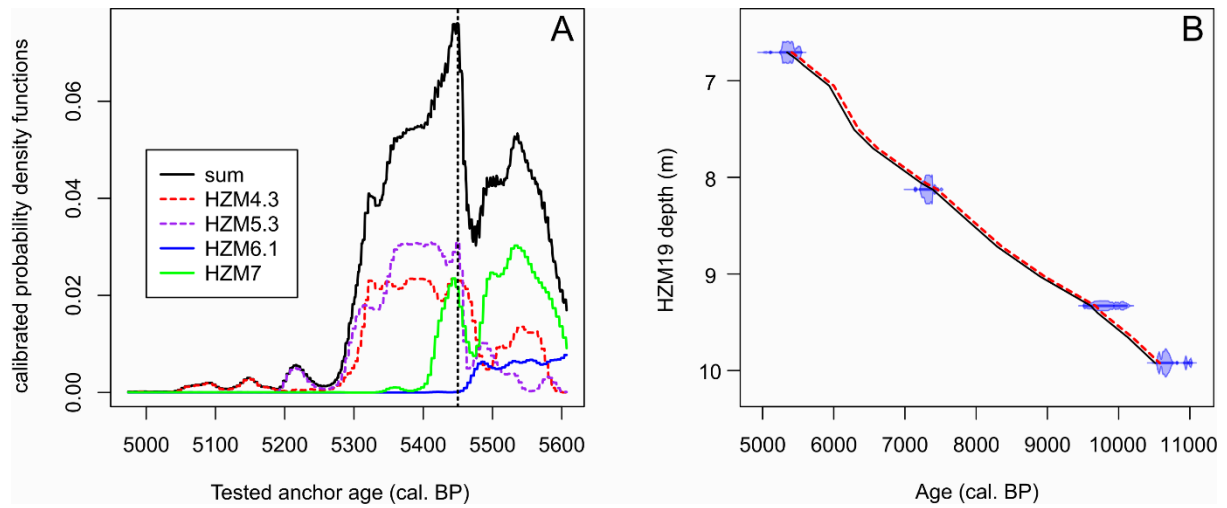 A
calibrated probability density functions
0.00 0.02 0.04 0.06
sum
HZM4.3
HZM5.3
HZM6.1
HZM7
5000 5100 5200 5300 5400 5500 5600
Tested anchor age (cal. BP)
B
HZM19 depth (m)
7
8
9
10
5000 6000 7000 8000 9000 10000 11000
Age (cal. BP)